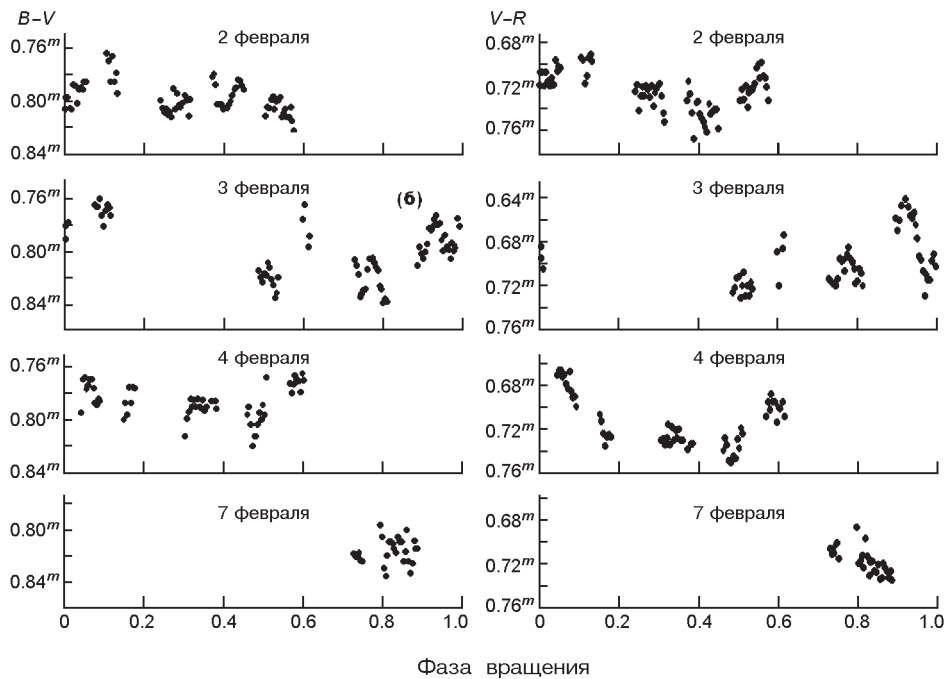 B–V V–R
2 февраля 2 февраля
0.76m 0.68m
0.80m 0.72m
0.84m 0.76m
3 февраля 3 февраля
0.76m (б) 0.64m
0.80m 0.68m
0.84m 0.72m
0.76m
4 февраля 4 февраля
0.76m 0.68m
0.80m 0.72m
0.84m 0.76m
7 февраля 7 февраля
0.80m 0.68m
0.84m 0.72m
0.76m
0 0.2 0.4 0.6 0.8 1.0 0 0.2 0.4 0.6 0.8 1.0
Фаза вращения